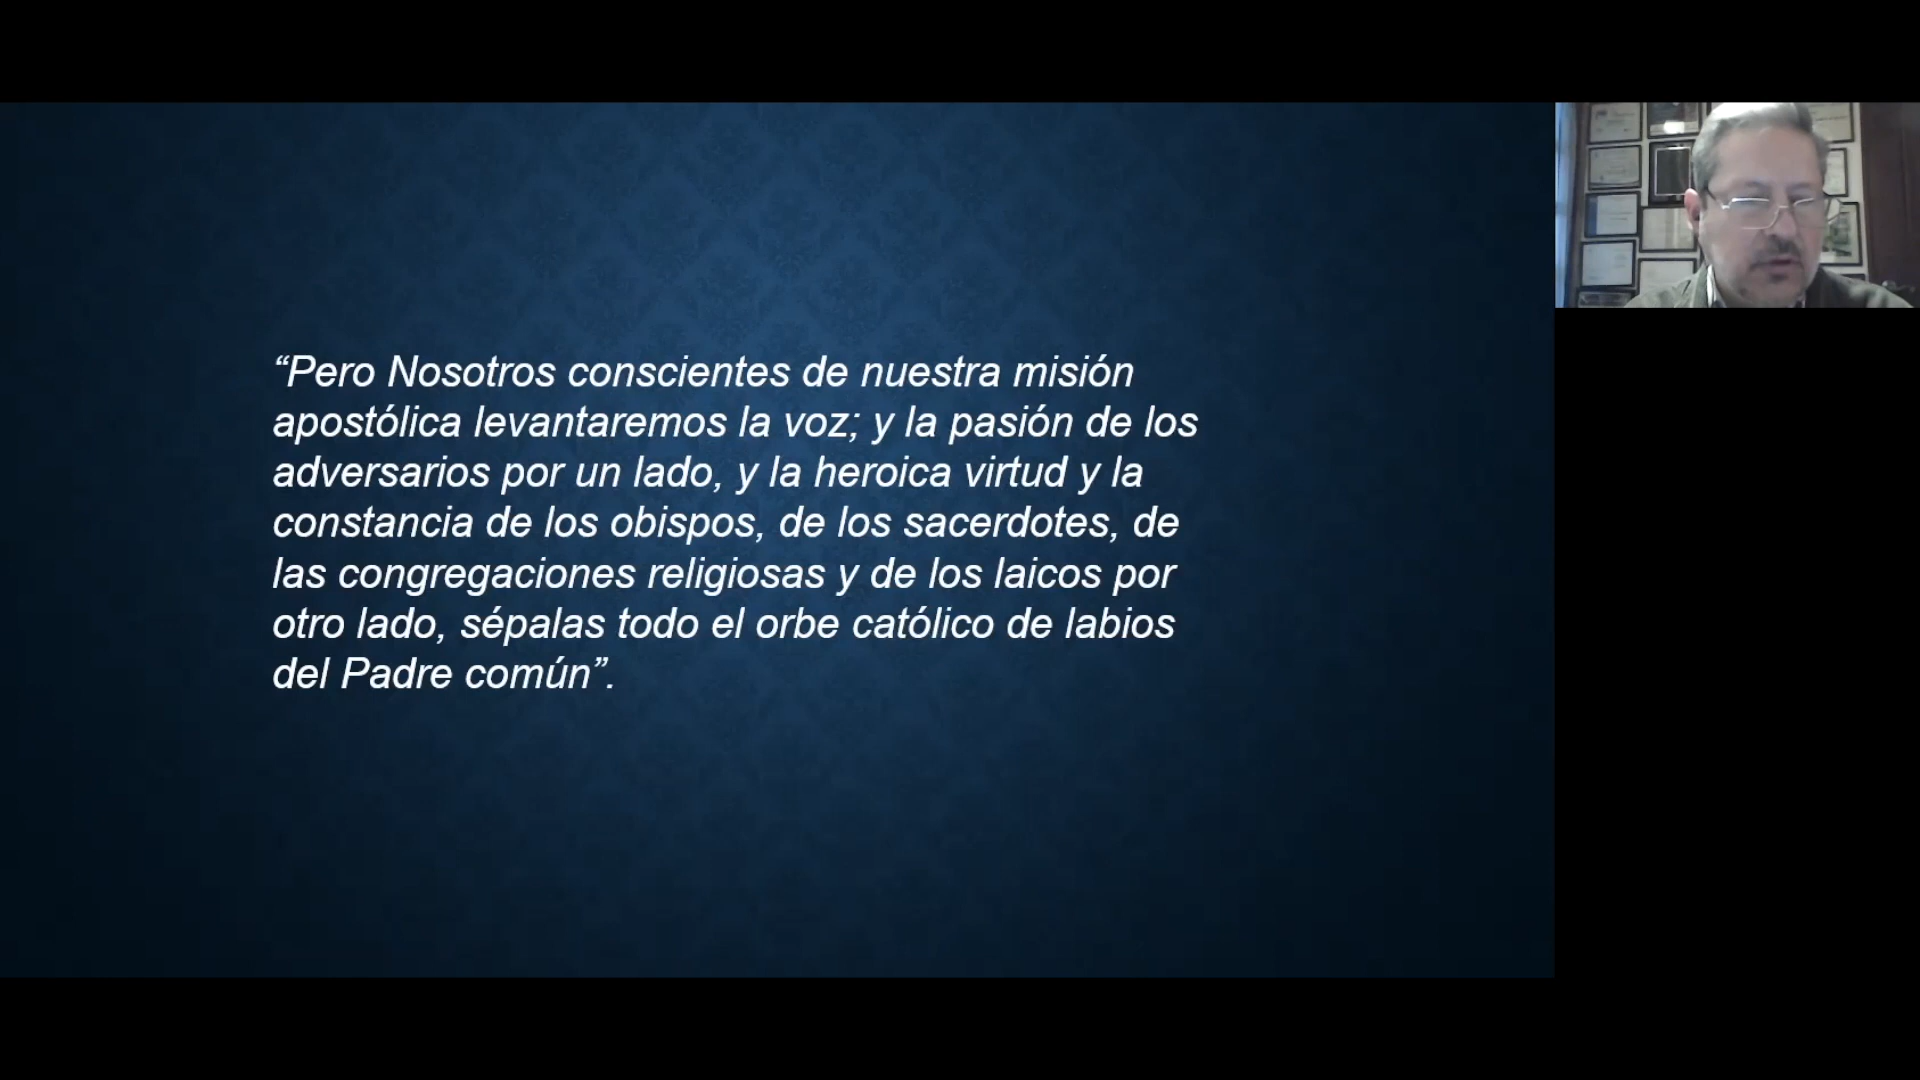 “Pero Nosotros conscientes de nuestra misión
apostólica levantaremos la voz; y la pasión de los
adversarios por un lado, y la heroica virtud y la
constancia de los obispos, de los sacerdotes, de
las congregaciones religiosas y de los laicos por
otro lado, sépalas todo el orbe católico de labios
del Padre común”.